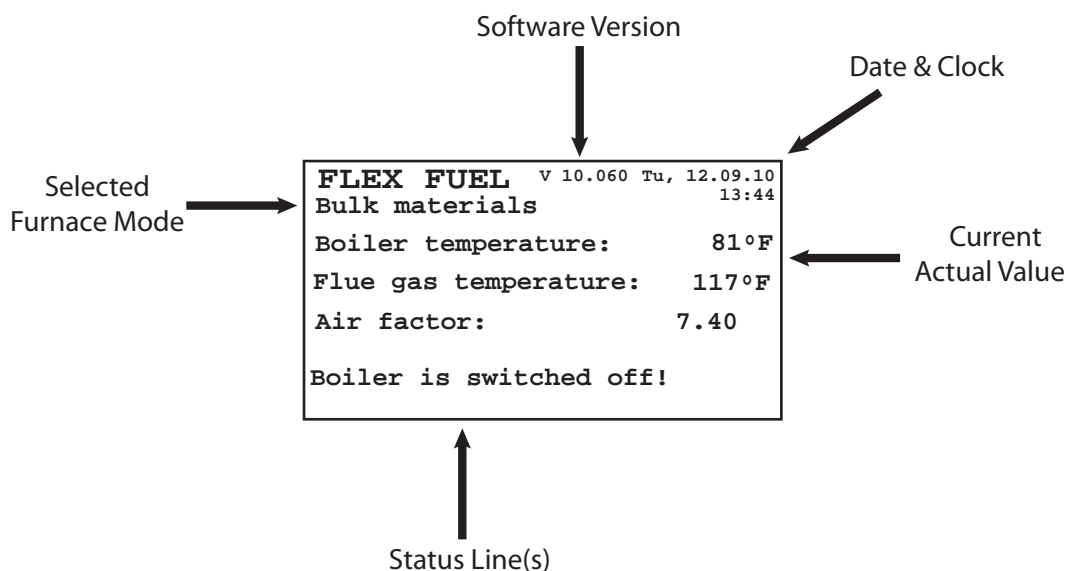 Software Version
Date & Clock
Selected
Furnace Mode
FLEX FUEL V 10.060 Tu, 12.09.10
13:44
Bulk materials
Boiler temperature: 81°F
Flue gas temperature: 117°F
Air factor: 7.40
Boiler is switched off!
Current
Actual Value
Status Line(s)